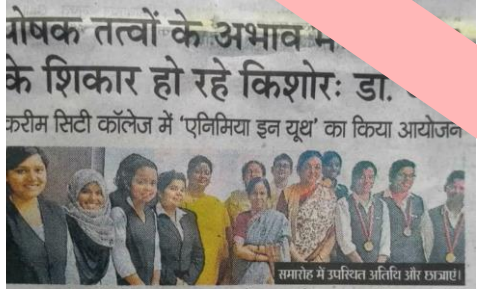 पोषक तत्वों के अभाव में
के शिकार हो रहे किशोरः डा.
करीम सिटी कॉलेज में ‘एनिमिया इन यूथ’ का किया आयोजन
समारोह में उपस्थित अतिथि और छात्राएं।